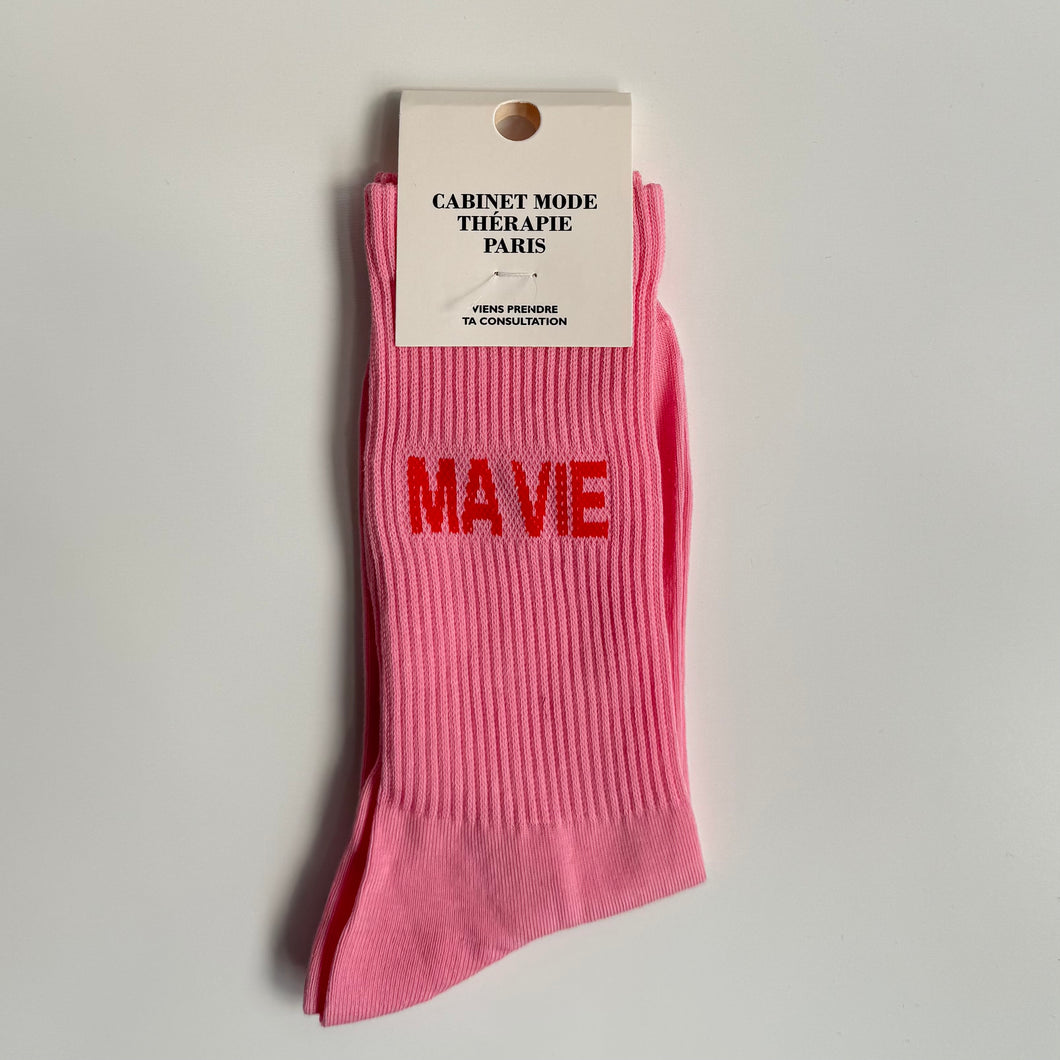 CABINET MODE
THÉRAPIE
PARIS
VIENS PRENDRE
TA CONSULTATION
MA VIE